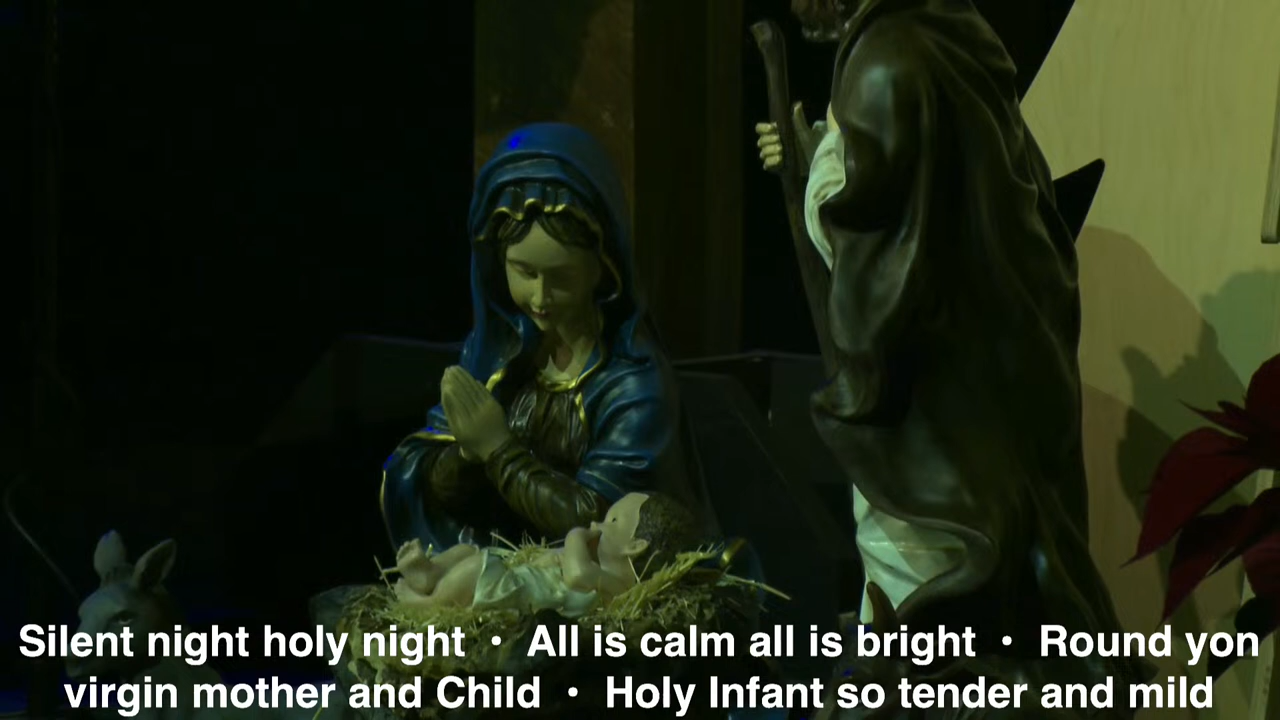 Silent night holy night • All is calm all is bright • Round yon
virgin mother and Child • Holy Infant so tender and mild